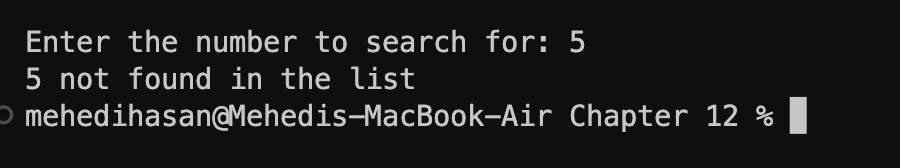 Enter the number to search for: 5
5 not found in the list
mehedihasan@Mehedis-MacBook-Air Chapter 12 %